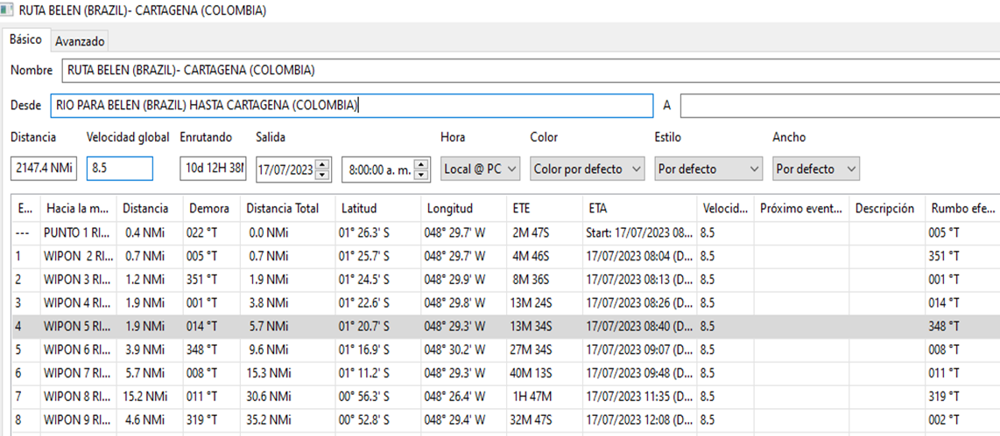 RUTA BELEN (BRAZIL)- CARTAGENA (COLOMBIA)
Básico Avanzado
Nombre RUTA BELEN (BRAZIL)- CARTAGENA (COLOMBIA)
Desde RIO PARA BELEN (BRAZIL) HASTA CARTAGENA (COLOMBIA) A
Distancia Velocidad global Enrutando Salida Hora Color Estilo Ancho
2147.4 NMi 8.5 10d 12H 38M 17/07/2023 8:00:00 a. m. Local @ PC Color por defecto Por defecto Por defecto
E... Hacia la m... Distancia Demora Distancia Total Latitud Longitud ETE ETA Velocid... Próximo event... Descripción Rumbo efe...
--- PUNTO 1 RI... 0.4 NMi 022 °T 0.0 NMi 01° 26.3' S 048° 29.7' W 2M 47S Start: 17/07/2023 08... 8.5 005 °T
1 WIPON 2 RI... 0.7 NMi 005 °T 0.7 NMi 01° 25.7' S 048° 29.7' W 4M 46S 17/07/2023 08:04 (D... 8.5 351 °T
2 WIPON 3 RI... 1.2 NMi 351 °T 1.9 NMi 01° 24.5' S 048° 29.9' W 8M 36S 17/07/2023 08:13 (D... 8.5 001 °T
3 WIPON 4 RI... 1.9 NMi 001 °T 3.8 NMi 01° 22.6' S 048° 29.8' W 13M 24S 17/07/2023 08:26 (D... 8.5 014 °T
4 WIPON 5 RI... 1.9 NMi 014 °T 5.7 NMi 01° 20.7' S 048° 29.3' W 13M 34S 17/07/2023 08:40 (D... 8.5 348 °T
5 WIPON 6 RI... 3.9 NMi 348 °T 9.6 NMi 01° 16.9' S 048° 30.2' W 27M 34S 17/07/2023 09:07 (D... 8.5 008 °T
6 WIPON 7 RI... 5.7 NMi 008 °T 15.3 NMi 01° 11.2' S 048° 29.3' W 40M 13S 17/07/2023 09:48 (D... 8.5 011 °T
7 WIPON 8 RI... 15.2 NMi 011 °T 30.6 NMi 00° 56.3' S 048° 26.4' W 1H 47M 17/07/2023 11:35 (D... 8.5 319 °T
8 WIPON 9 RI... 4.6 NMi 319 °T 35.2 NMi 00° 52.8' S 048° 29.4' W 32M 47S 17/07/2023 12:08 (D... 8.5 002 °T